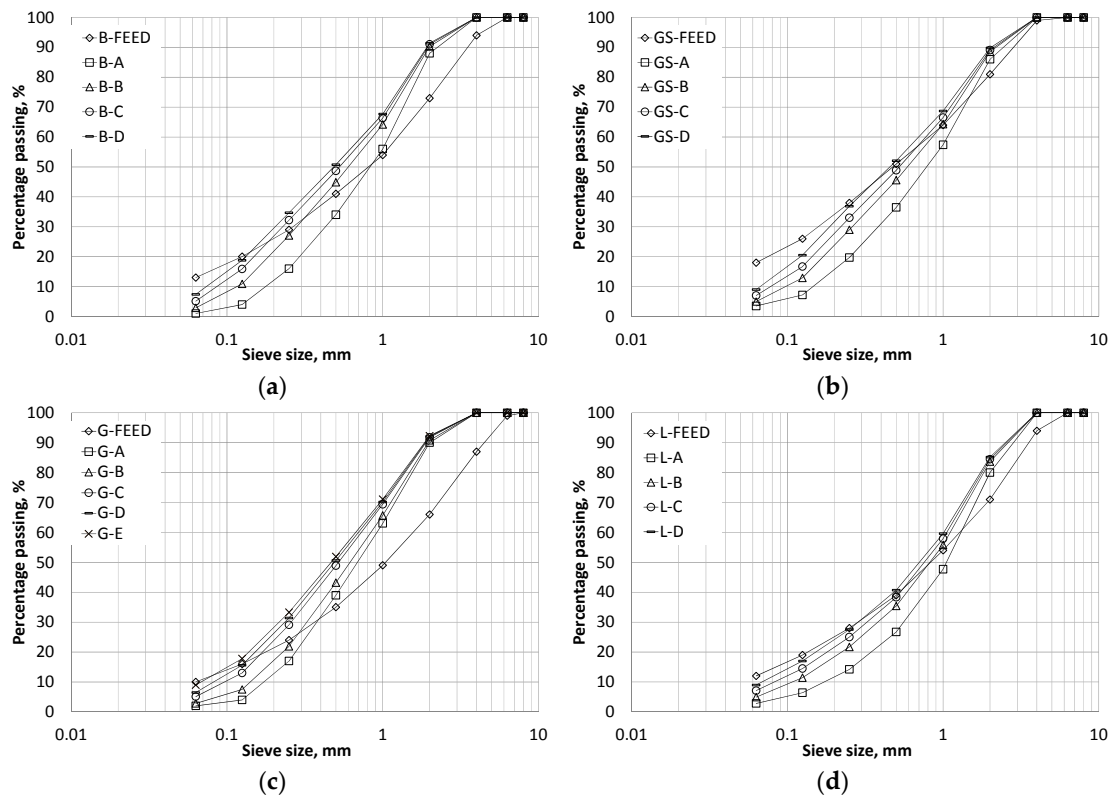 Percentage passing, %
100
90
80
70
60
50
40
30
20
10
0
B-FEED
B-A
B-B
B-C
B-D
0.01 0.1 1 10
Sieve size, mm
(a)
Percentage passing, %
100
90
80
70
60
50
40
30
20
10
0
GS-FEED
GS-A
GS-B
GS-C
GS-D
0.01 0.1 1 10
Sieve size, mm
(b)
Percentage passing, %
100
90
80
70
60
50
40
30
20
10
0
G-FEED
G-A
G-B
G-C
G-D
G-E
0.01 0.1 1 10
Sieve size, mm
(c)
Percentage passing, %
100
90
80
70
60
50
40
30
20
10
0
L-FEED
L-A
L-B
L-C
L-D
0.01 0.1 1 10
Sieve size, mm
(d)